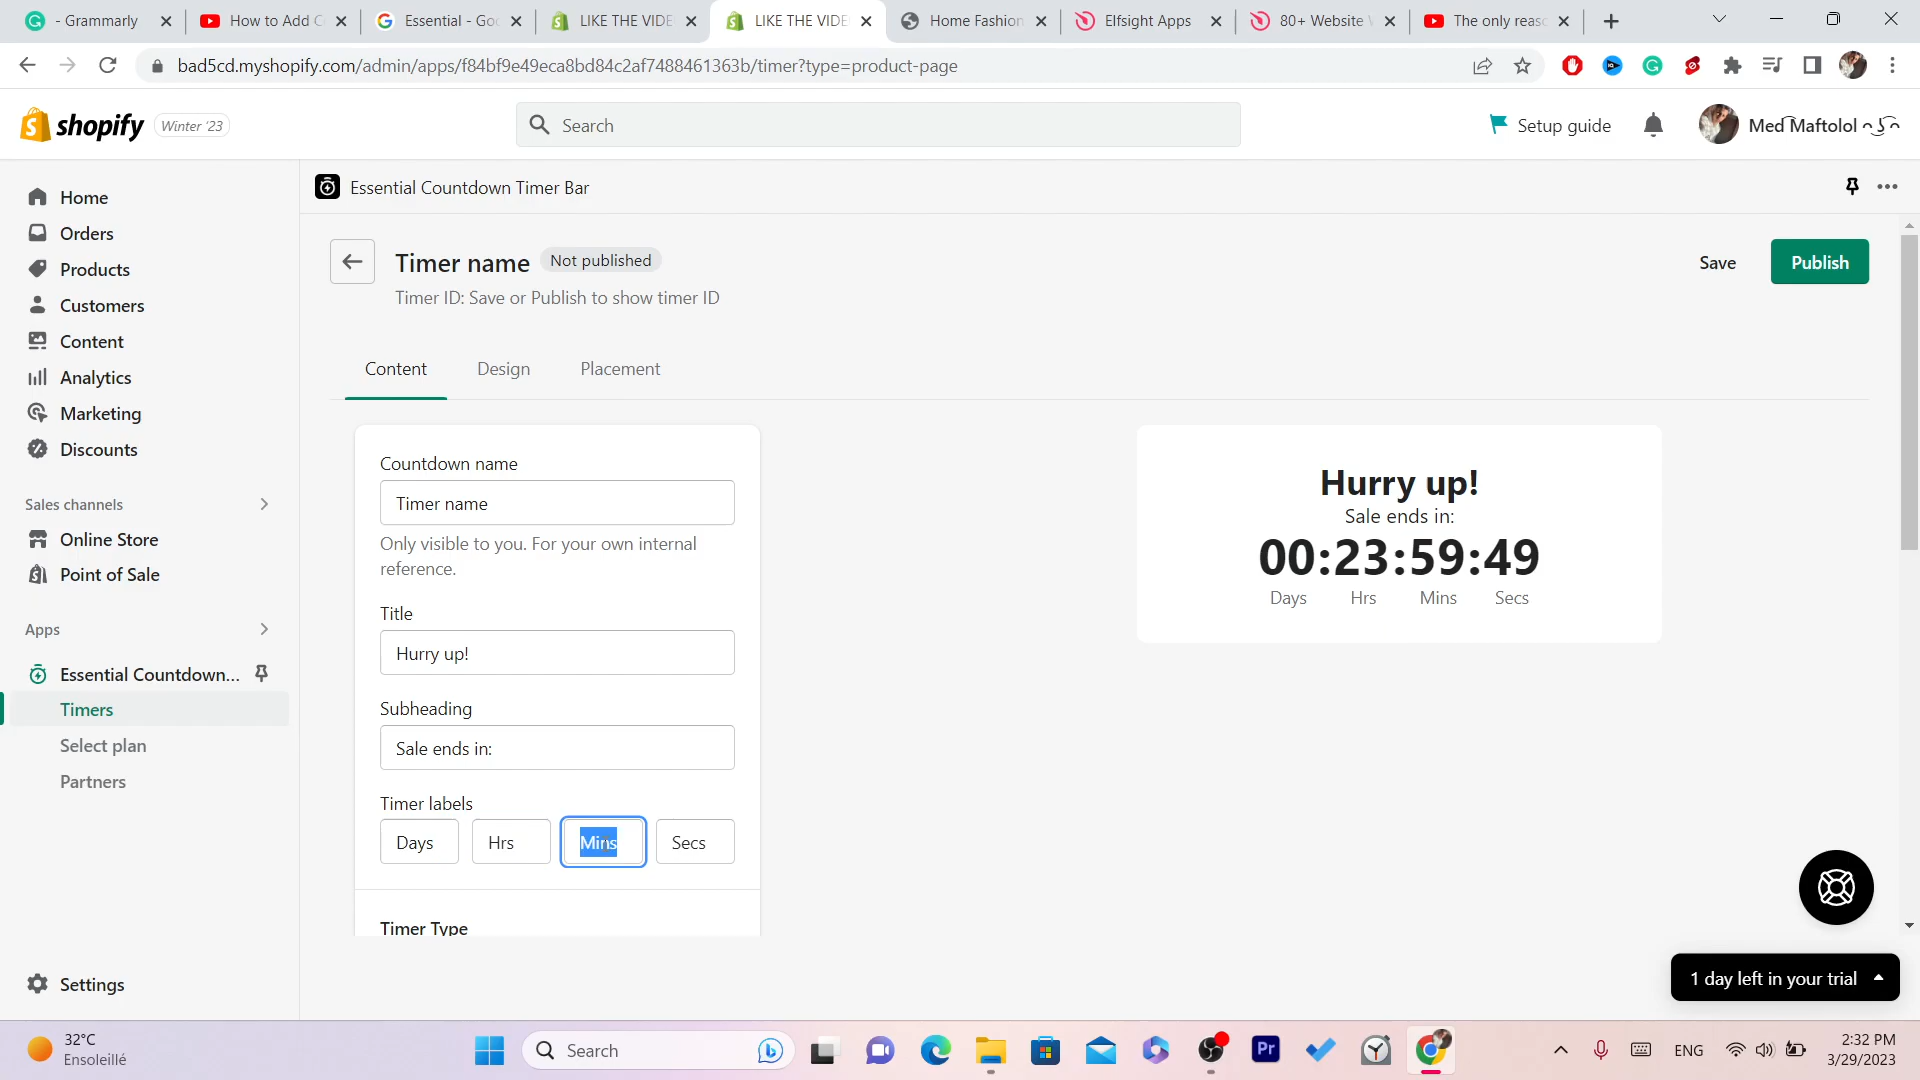 - Grammarly
How to Add C
Essential - Goo
LIKE THE VIDE
LIKE THE VIDE
Home Fashion
Elfsight Apps
80+ Website W
The only reaso
bad5cd.myshopify.com/admin/apps/f84bf9e49eca8bd84c2af7488461363b/timer?type=product-page
shopify
Winter '23
Search
Setup guide
Med Maftolol
Home
Orders
Products
Customers
Content
Analytics
Marketing
Discounts
Sales channels
Online Store
Point of Sale
Apps
Essential Countdown...
Timers
Select plan
Partners
Settings
Essential Countdown Timer Bar
Timer name
Not published
Timer ID: Save or Publish to show timer ID
Save
Publish
Content
Design
Placement
Countdown name
Timer name
Only visible to you. For your own internal
reference.
Title
Hurry up!
Subheading
Sale ends in:
Timer labels
Days
Hrs
Mins
Secs
Timer Type
Hurry up!
Sale ends in:
00:23:59:49
Days Hrs Mins Secs
1 day left in your trial
32°C
Ensoleillé
Search
Pr
ENG
2:32 PM
3/29/2023